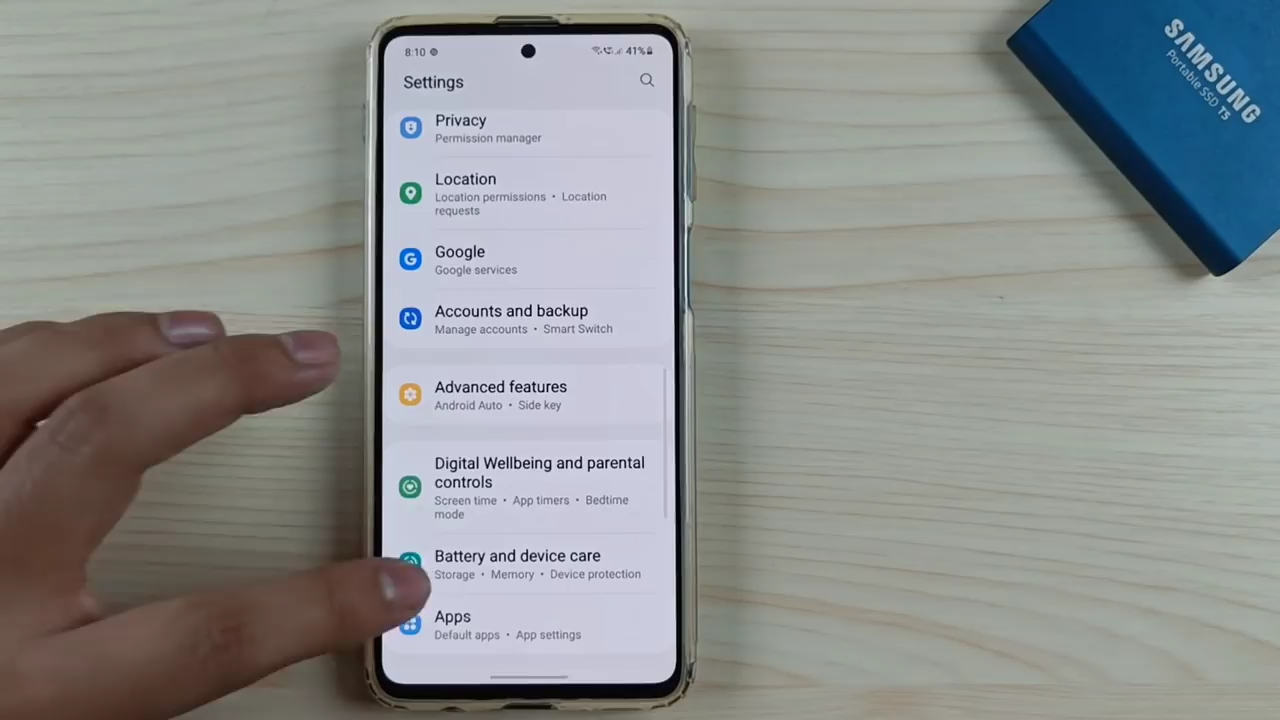 8:10
41%
Settings
Privacy
Permission manager
Location
Location permissions • Location
requests
Google
Google services
Accounts and backup
Manage accounts • Smart Switch
Advanced features
Android Auto • Side key
Digital Wellbeing and parental
controls
Screen time • App timers • Bedtime
mode
Battery and device care
Storage • Memory • Device protection
Apps
Default apps • App settings
SAMSUNG
Portable SSD T5